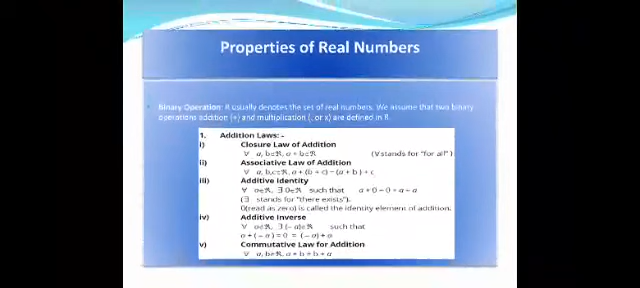 Properties of Real Numbers
• Binary Operation: R usually denotes the set of real numbers. We assume that two binary
operations addition (+) and multiplication (. or x) are defined in R.
1. Addition Laws: -
i) Closure Law of Addition
∀ a, b∈ℜ, a + b∈ℜ (∀ stands for "for all")
ii) Associative Law of Addition
∀ a, b,c∈ℜ, a + (b + c) = (a + b ) + c
iii) Additive Identity
∀ a∈ℜ, ∃ 0∈ℜ such that a + 0 = 0 + a = a
(∃ stands for "there exists").
0(read as zero) is called the identity element of addition.
iv) Additive Inverse
∀ a∈ℜ, ∃ (- a)∈ℜ such that
a + ( – a ) = 0 = ( – a ) + a
v) Commutative Law for Addition
∀ a, b∈ℜ, a + b = b + a